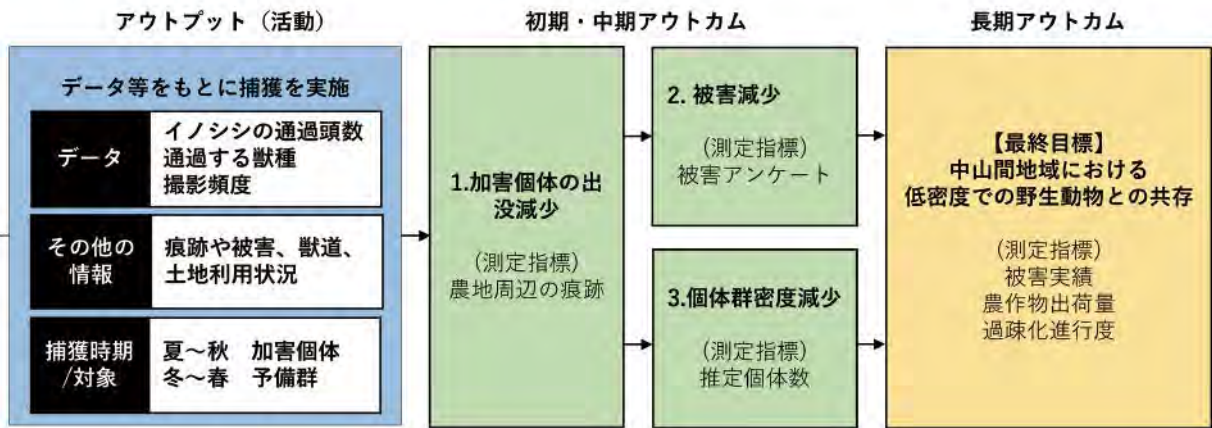 アウトプット（活動）
初期・中期アウトカム
長期アウトカム
データ等をもとに捕獲を実施
データ
イノシシの通過頭数
通過する獣種
撮影頻度
その他の
情報
痕跡や被害、獣道、
土地利用状況
捕獲時期
/対象
夏～秋　加害個体
冬～春　予備群
1.加害個体の出
没減少
(測定指標)
農地周辺の痕跡
2. 被害減少
(測定指標)
被害アンケート
3.個体群密度減少
(測定指標)
推定個体数
【最終目標】
中山間地域における
低密度での野生動物との共存
(測定指標)
被害実績
農作物出荷量
過疎化進行度